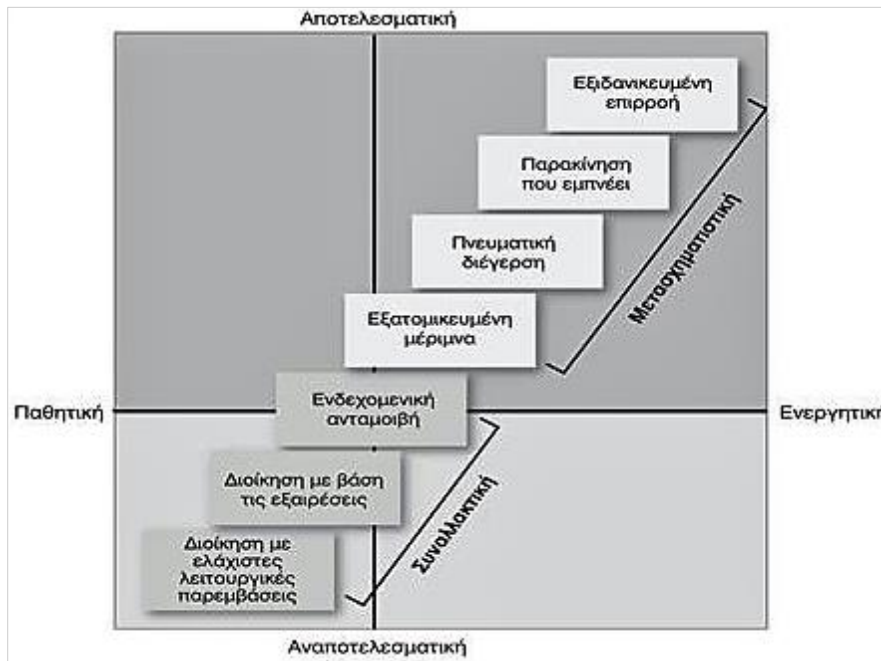 Αποτελεσματική
Εξιδανικευμένη
επιρροή
Παρακίνηση
που εμπνέει
Πνευματική
διέγερση
Μετασχηματιστική
Εξατομικευμένη
μέριμνα
Παθητική
Ενδεχομενική
ανταμοιβή
Ενεργητική
Διοίκηση με βάση
τις εξαιρέσεις
Συναλλακτική
Διοίκηση με
ελάχιστες
λειτουργικές
παρεμβάσεις
Αναποτελεσματική